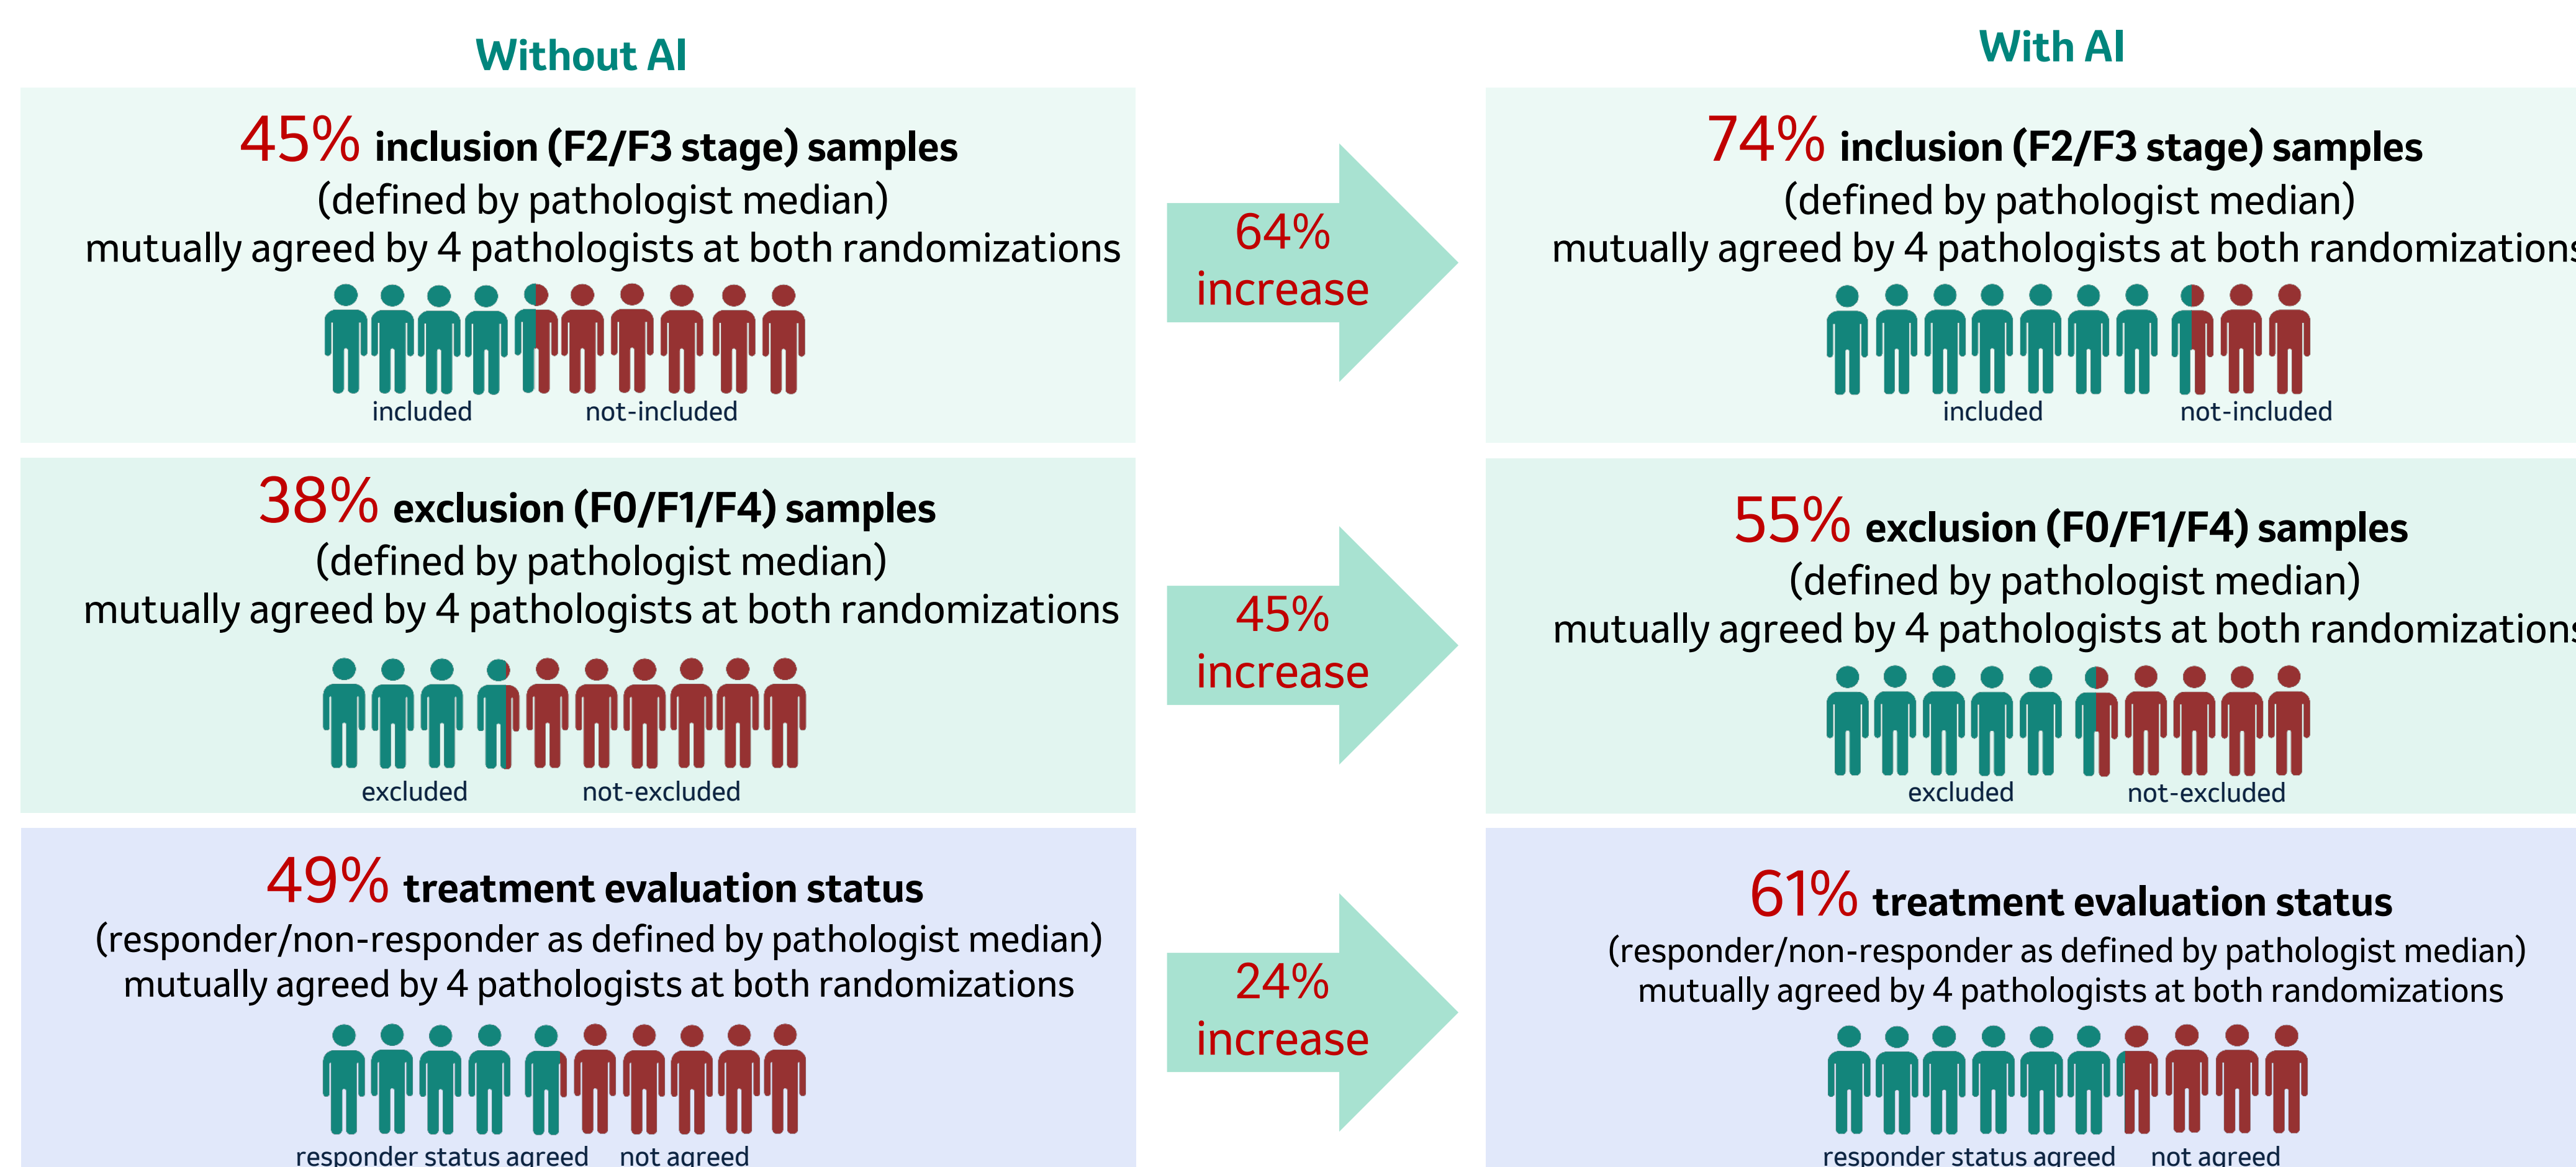 Without AI
45% inclusion (F2/F3 stage) samples
(defined by pathologist median)
mutually agreed by 4 pathologists at both randomizations
included not-included
64%
increase
With AI
74% inclusion (F2/F3 stage) samples
(defined by pathologist median)
mutually agreed by 4 pathologists at both randomizations
included not-included
38% exclusion (F0/F1/F4) samples
(defined by pathologist median)
mutually agreed by 4 pathologists at both randomizations
excluded not-excluded
45%
increase
55% exclusion (F0/F1/F4) samples
(defined by pathologist median)
mutually agreed by 4 pathologists at both randomizations
excluded not-excluded
49% treatment evaluation status
(responder/non-responder as defined by pathologist median)
mutually agreed by 4 pathologists at both randomizations
responder status agreed not agreed
24%
increase
61% treatment evaluation status
(responder/non-responder as defined by pathologist median)
mutually agreed by 4 pathologists at both randomizations
responder status agreed not agreed